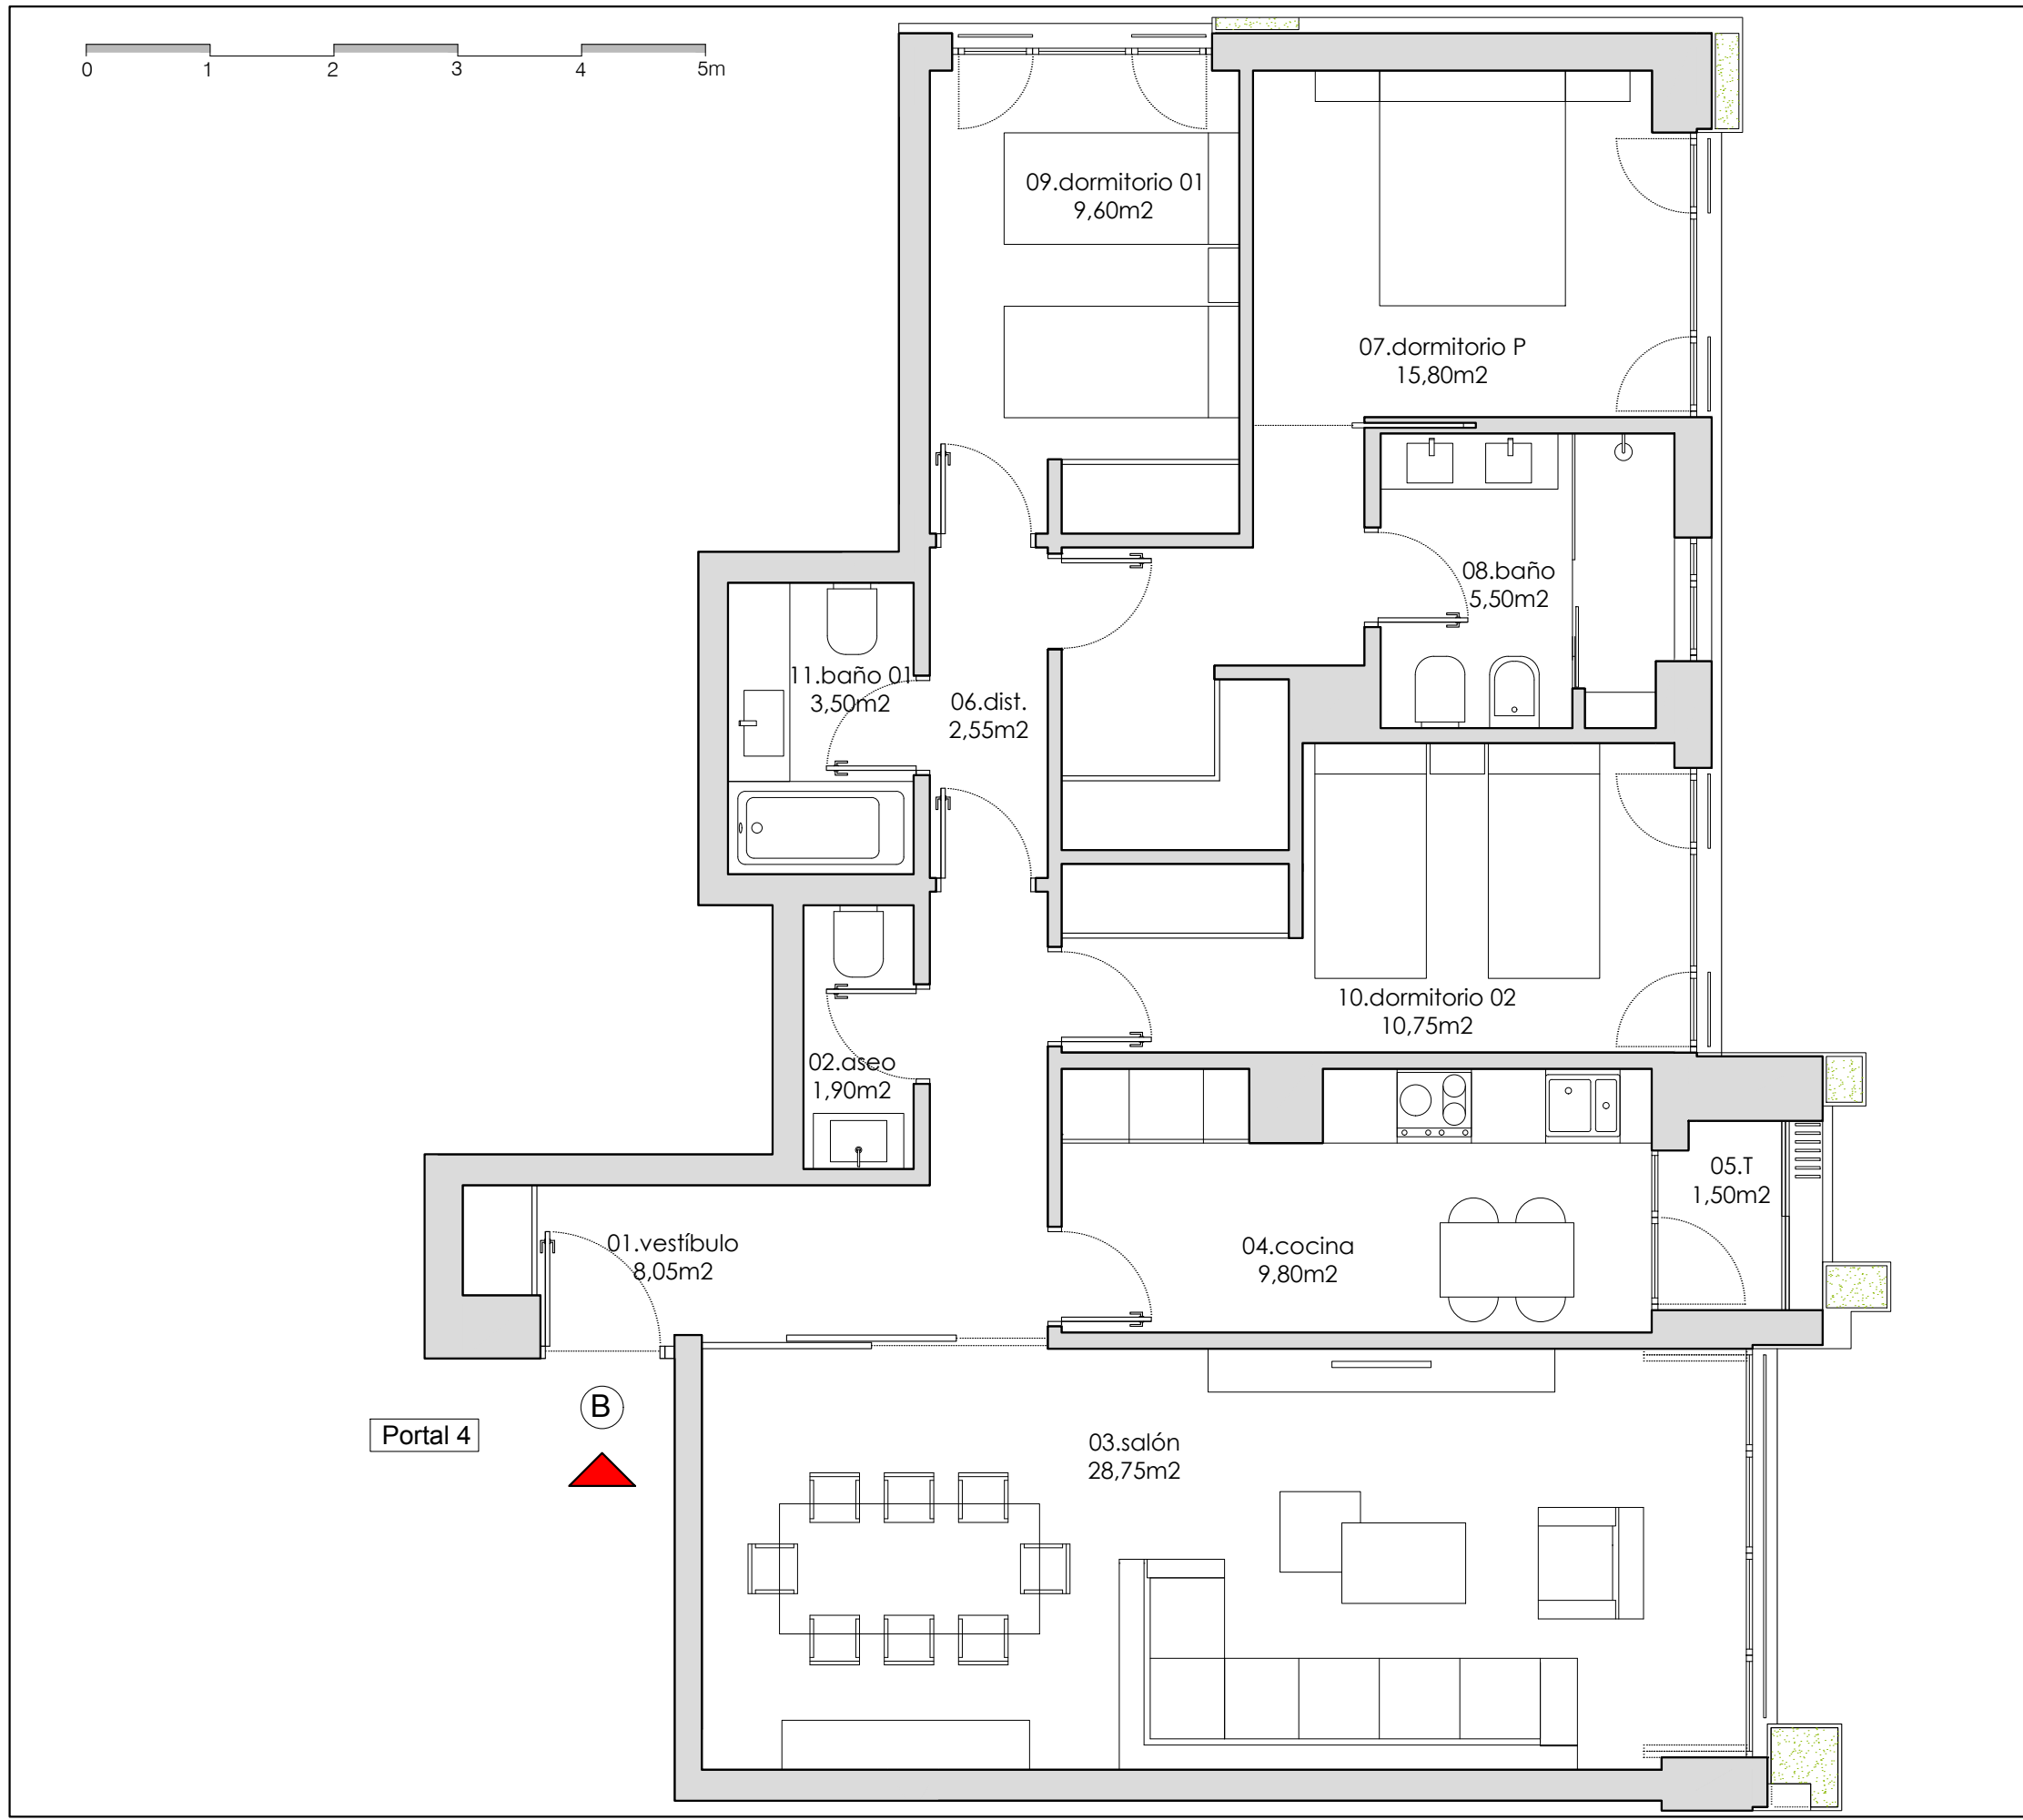 0 1 2 3 4 5m
09.dormitorio 01
9,60m2
07.dormitorio P
15,80m2
08.baño
5,50m2
11.baño 01
3,50m2
06.dist.
2,55m2
10.dormitorio 02
10,75m2
02.aseo
1,90m2
05.T
1,50m2
01.vestíbulo
8,05m2
04.cocina
9,80m2
B
Portal 4
03.salón
28,75m2